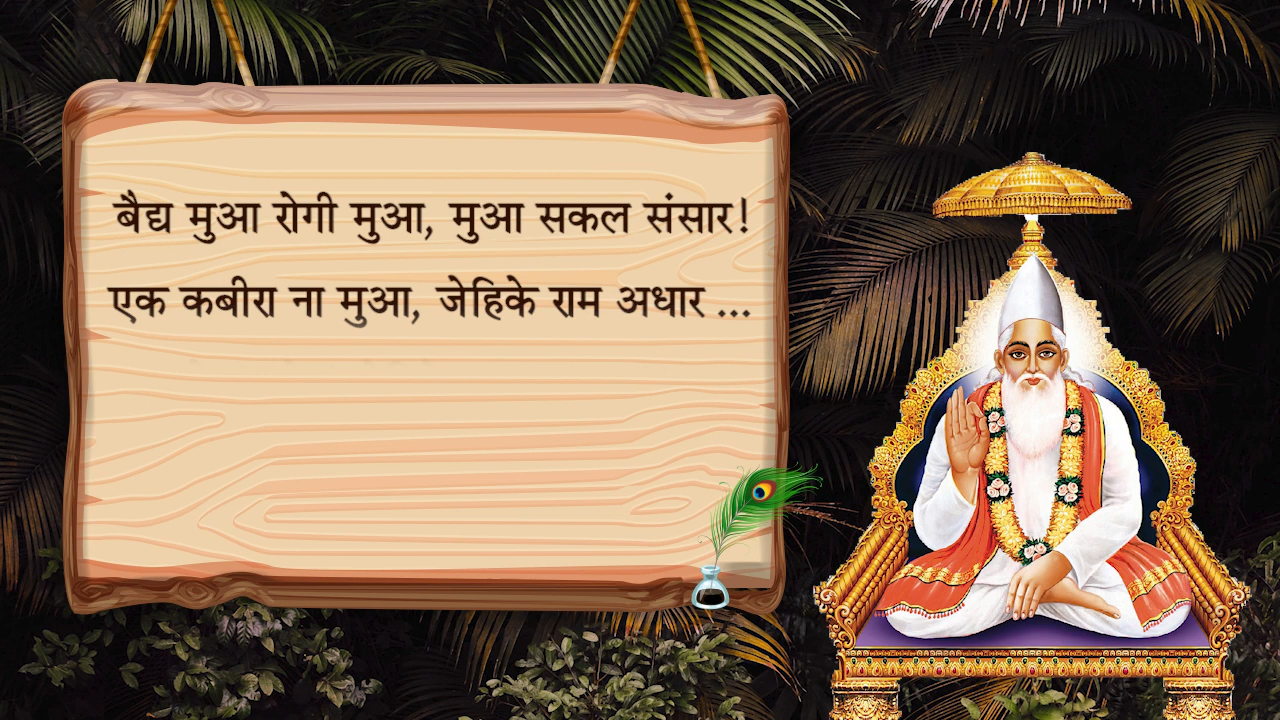 बैद्य मुआ रोगी मुआ, मुआ सकल संसार!
एक कबीरा ना मुआ, जेहिके राम अधार ...